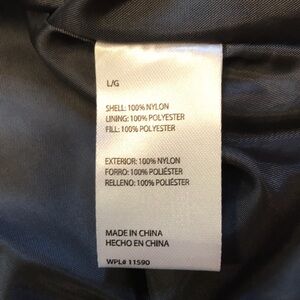 L/G
SHELL: 100% NYLON
LINING: 100% POLYESTER
FILL: 100% POLYESTER
EXTERIOR: 100% NYLON
FORRO: 100% POLIÉSTER
RELLENO: 100% POLIÉSTER
MADE IN CHINA
HECHO EN CHINA
WPL# 11590